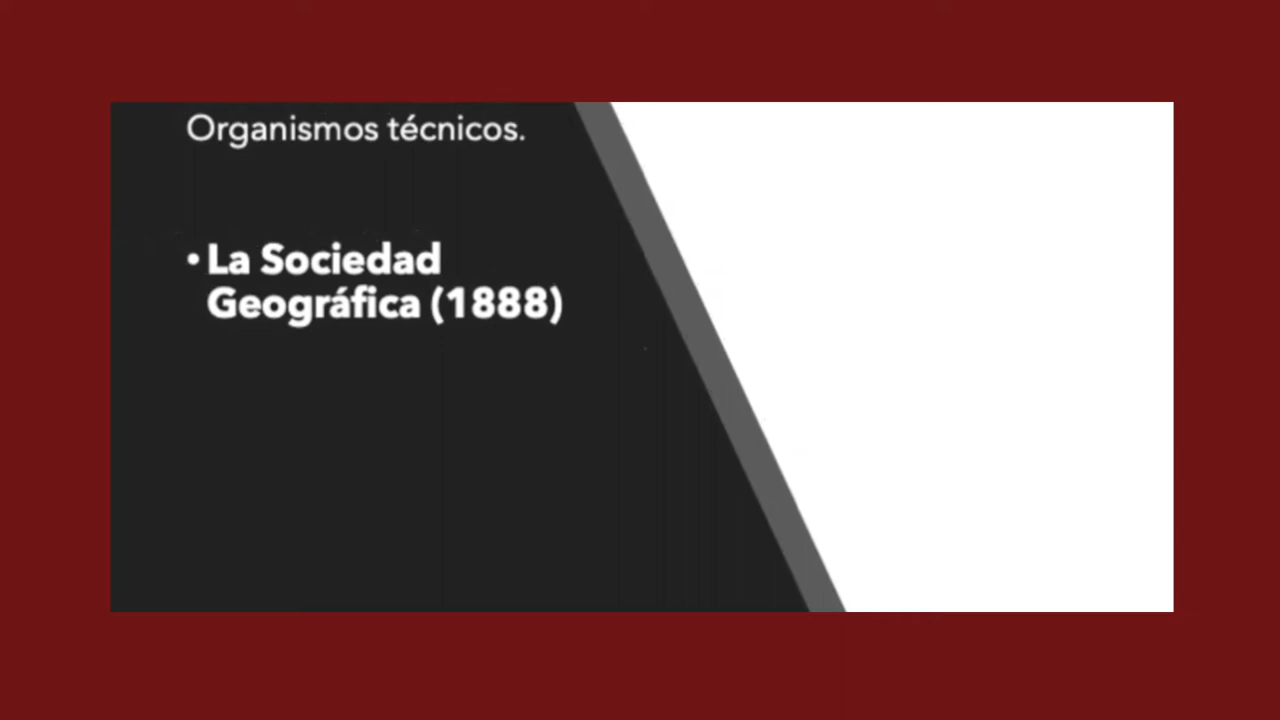 Organismos técnicos.
• La Sociedad
Geográfica (1888)